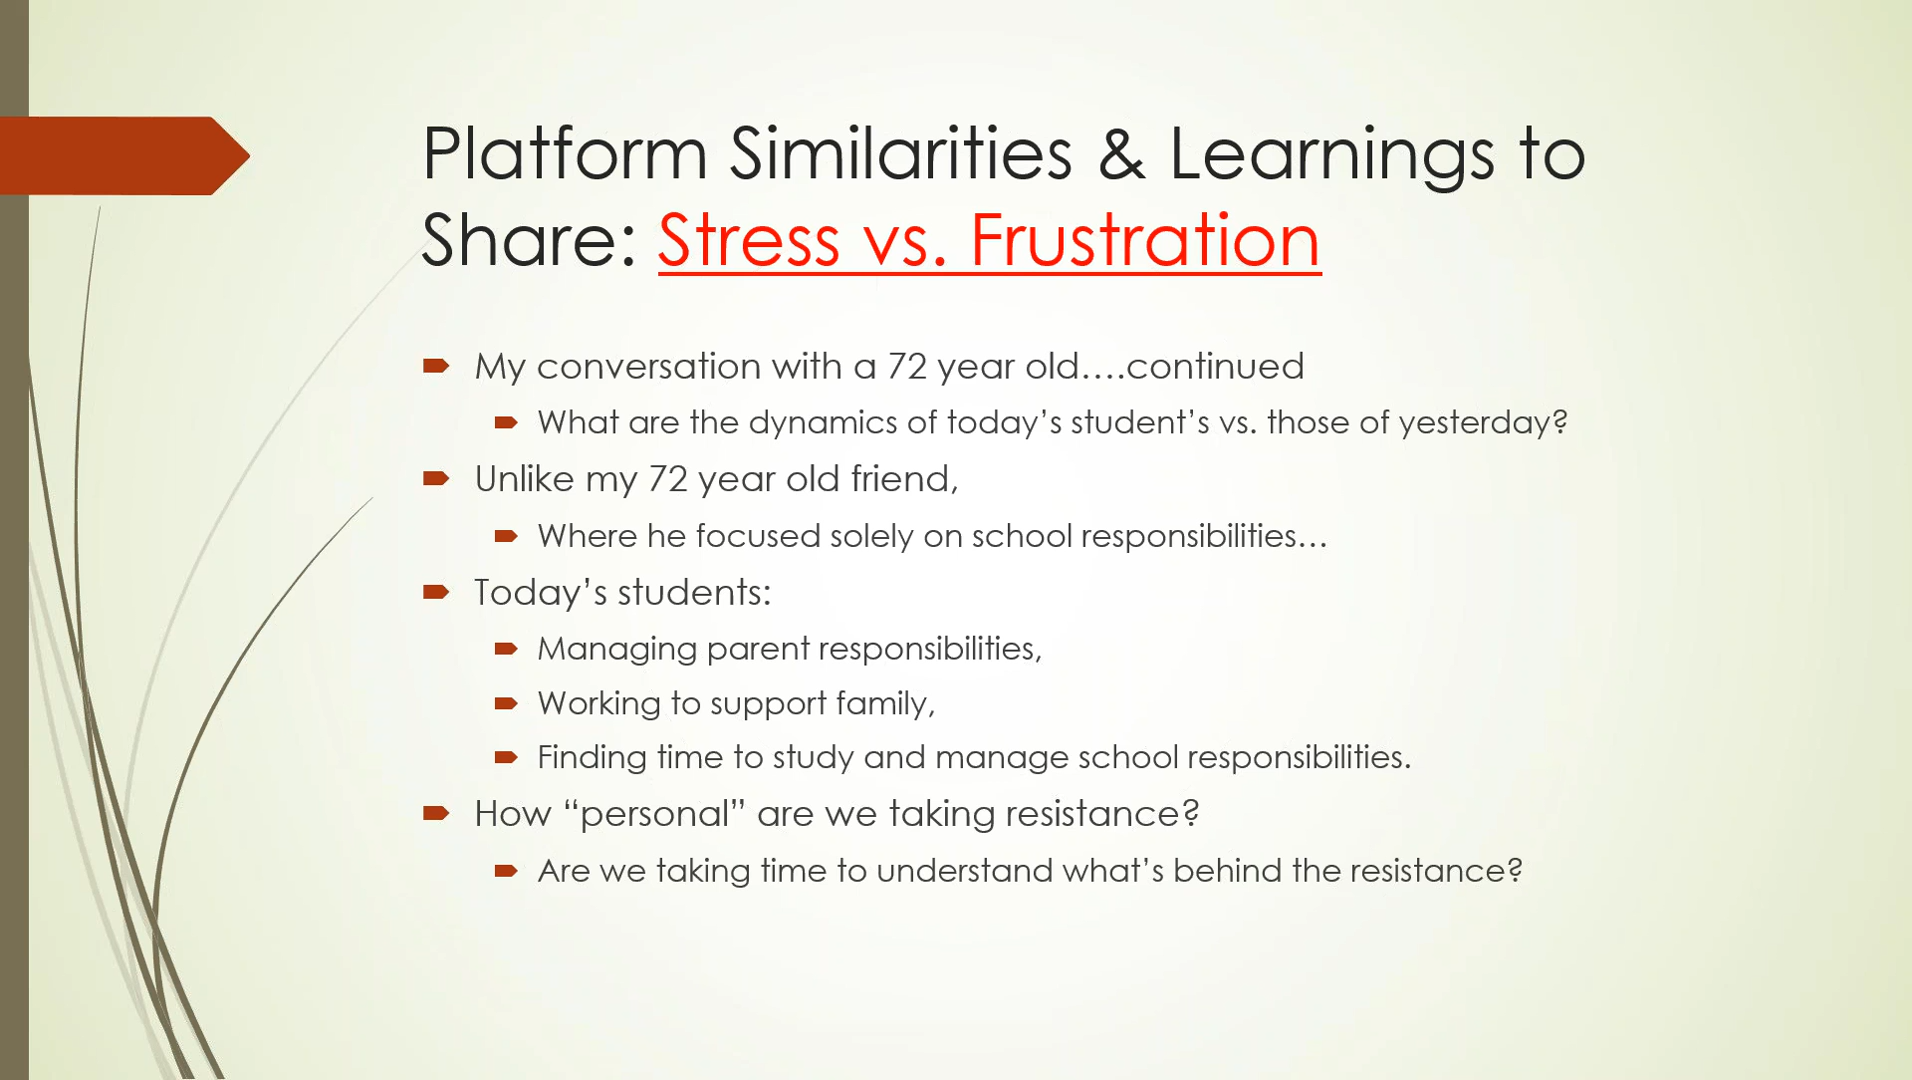 Platform Similarities & Learnings to
Share: Stress vs. Frustration
My conversation with a 72 year old….continued
What are the dynamics of today’s student’s vs. those of yesterday?
Unlike my 72 year old friend,
Where he focused solely on school responsibilities…
Today’s students:
Managing parent responsibilities,
Working to support family,
Finding time to study and manage school responsibilities.
How “personal” are we taking resistance?
Are we taking time to understand what’s behind the resistance?